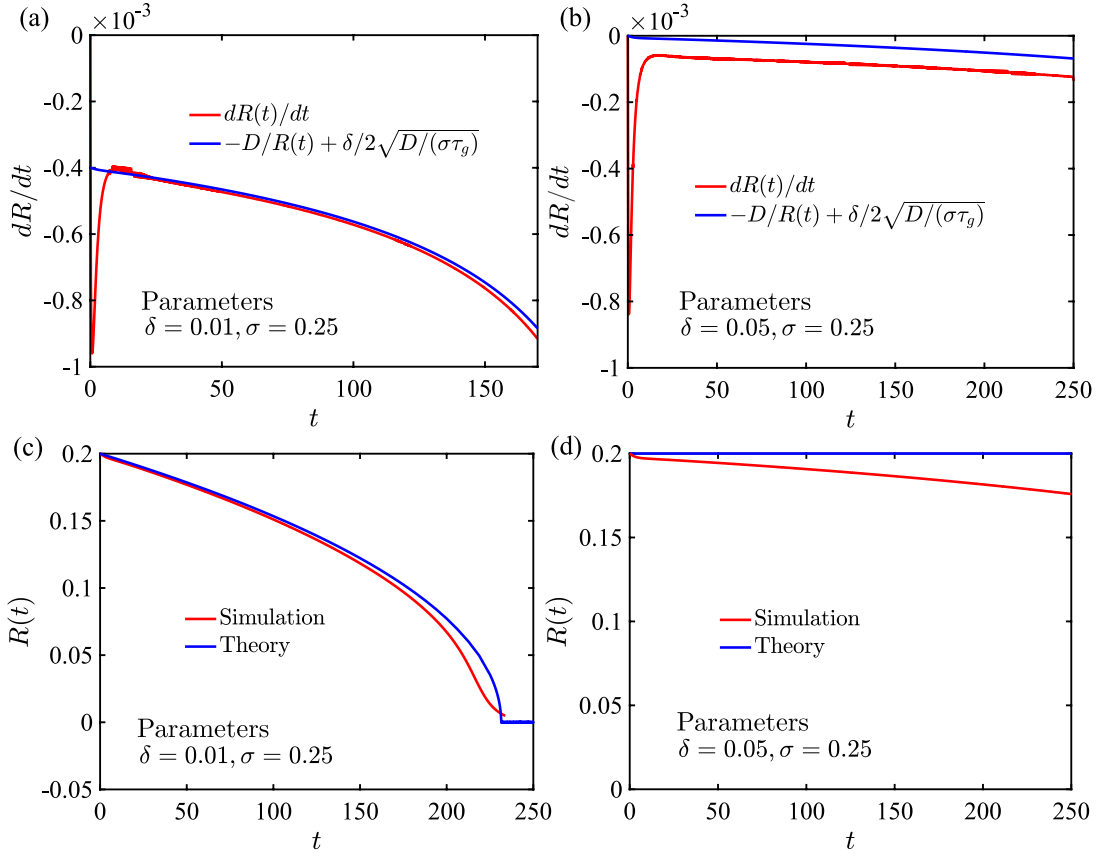 (a)
×10⁻³
0
-0.2
-0.4
-0.6
-0.8
-1
dR/dt
dR(t)/dt
−D/R(t) + δ/2√D/(στ_g)
Parameters
δ = 0.01, σ = 0.25
0 50 100 150
t
(b)
×10⁻³
0
-0.2
-0.4
-0.6
-0.8
-1
dR/dt
dR(t)/dt
−D/R(t) + δ/2√D/(στ_g)
Parameters
δ = 0.05, σ = 0.25
0 50 100 150 200 250
t
(c)
0.2
0.15
0.1
0.05
0
-0.05
R(t)
Simulation
Theory
Parameters
δ = 0.01, σ = 0.25
0 50 100 150 200 250
t
(d)
0.2
0.15
0.1
0.05
0
R(t)
Simulation
Theory
Parameters
δ = 0.05, σ = 0.25
0 50 100 150 200 250
t